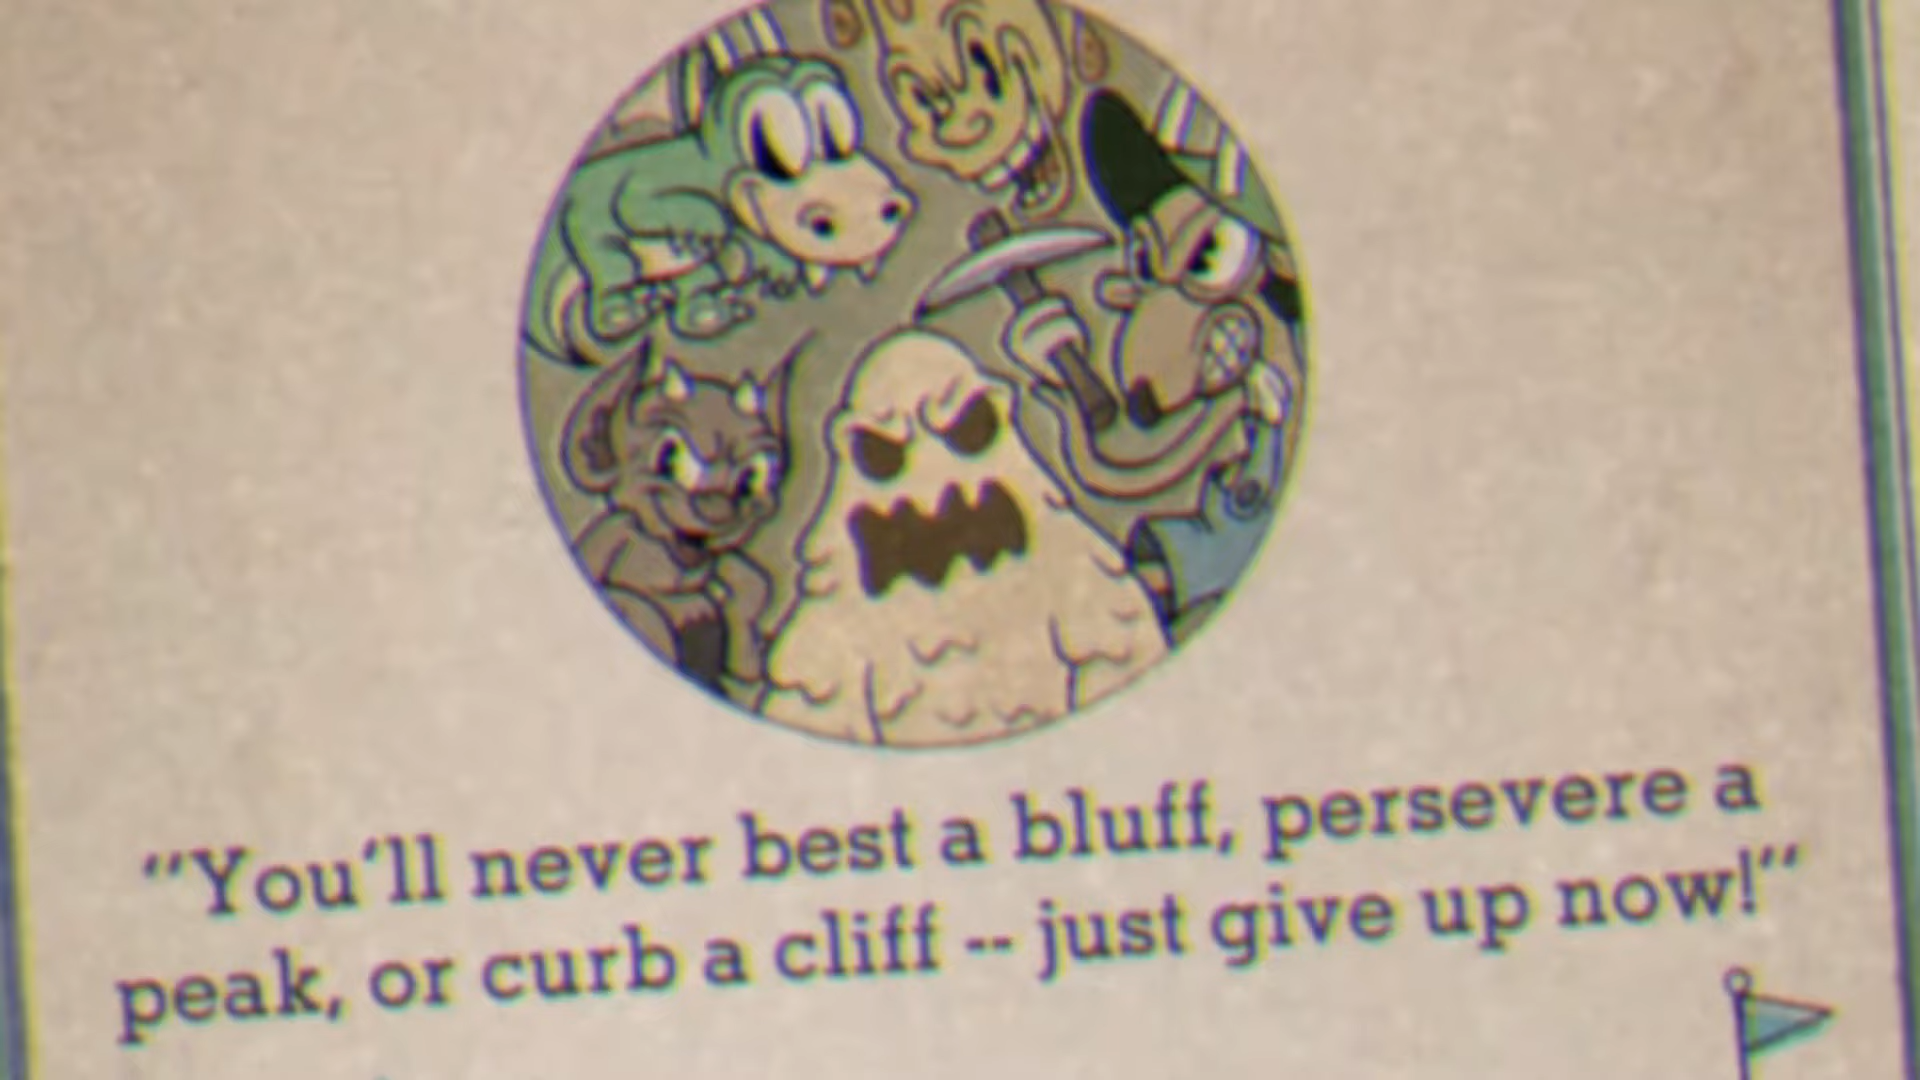 “You'll never best a bluff, persevere a
peak, or curb a cliff -- just give up now!“